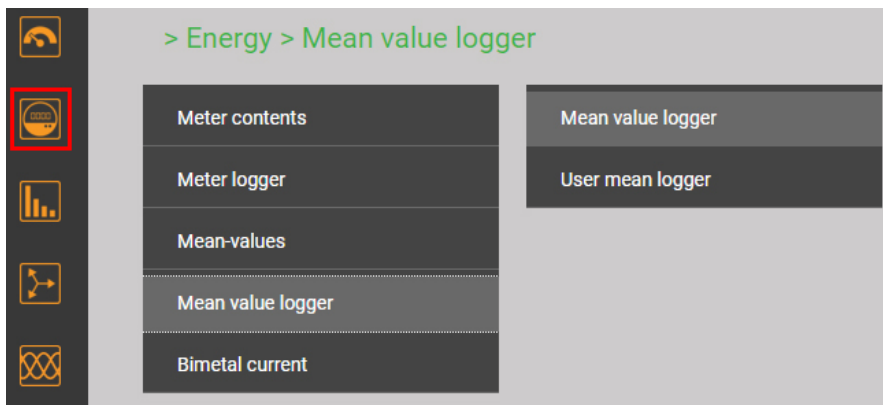 > Energy > Mean value logger
Meter contents
Meter logger
Mean-values
Mean value logger
Bimetal current
Mean value logger
User mean logger